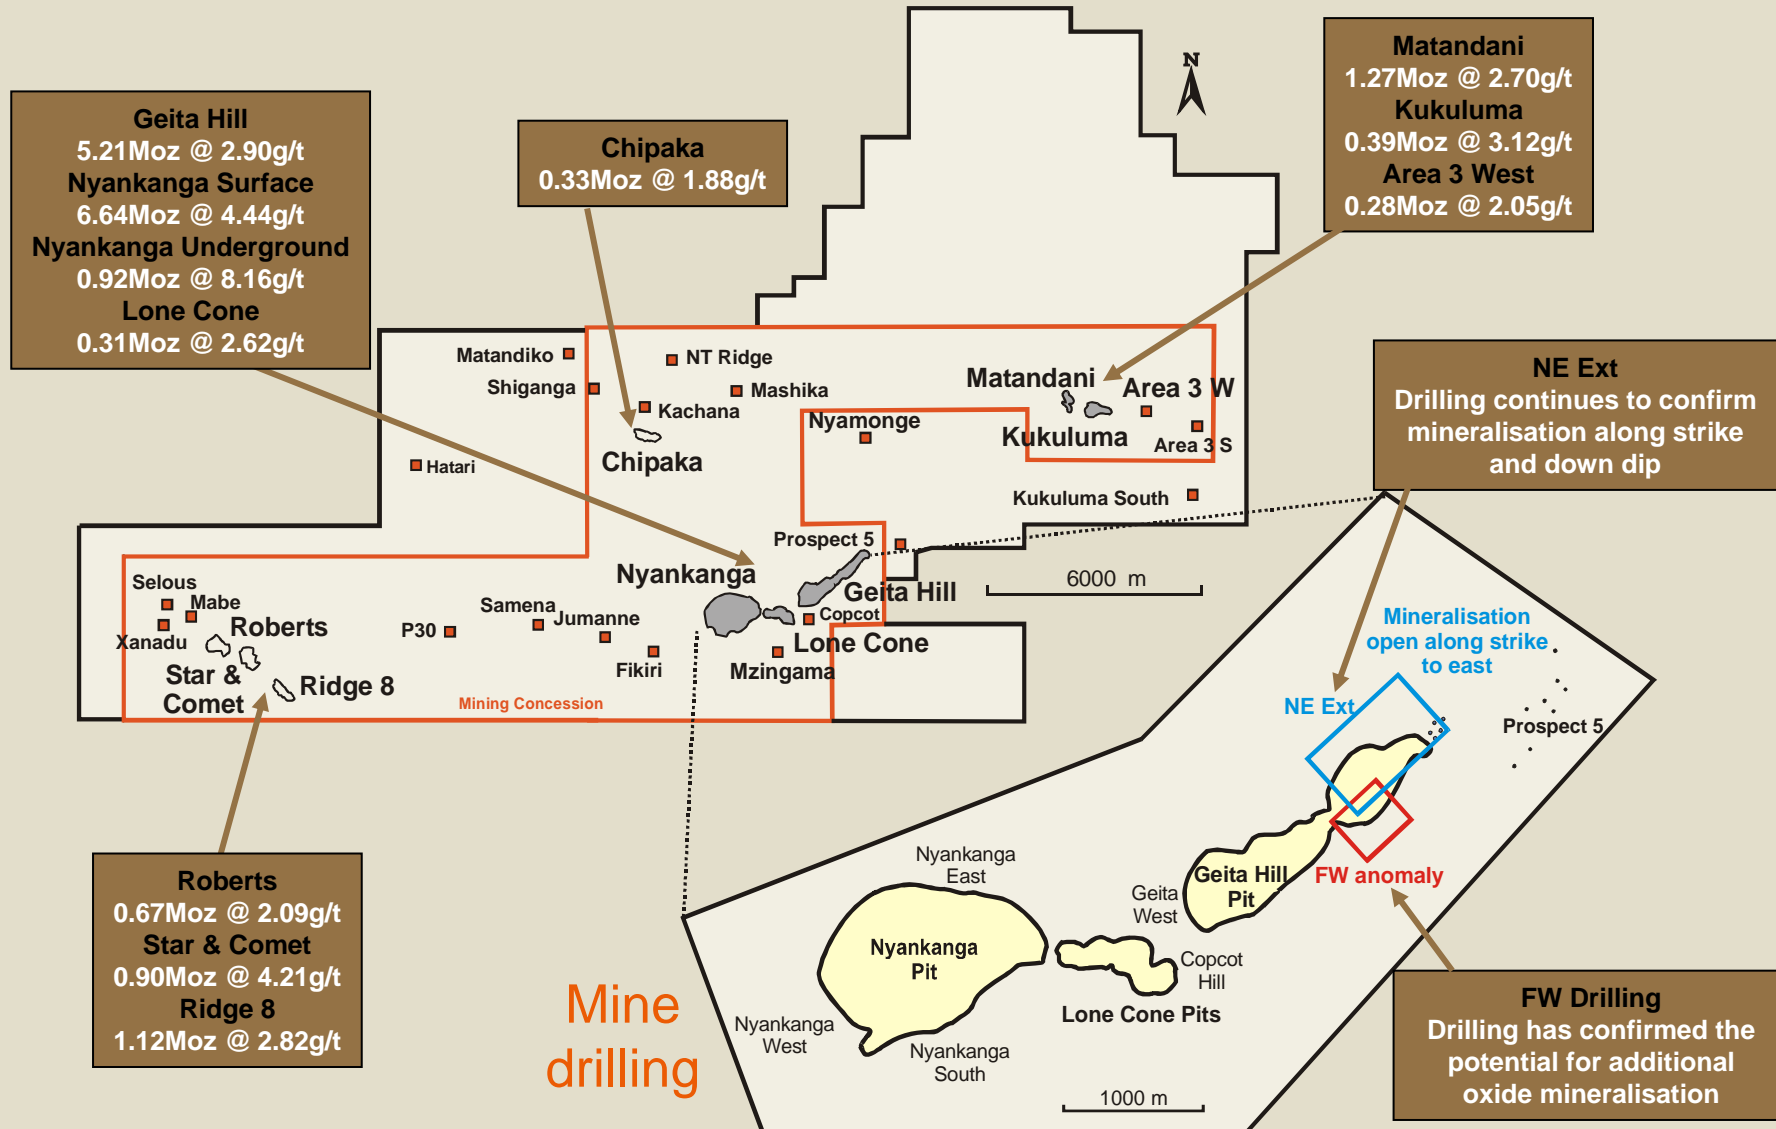 Geita Hill
5.21Moz @ 2.90g/t
Nyankanga Surface
6.64Moz @ 4.44g/t
Nyankanga Underground
0.92Moz @ 8.16g/t
Lone Cone
0.31Moz @ 2.62g/t
Chipaka
0.33Moz @ 1.88g/t
N
Matandani
1.27Moz @ 2.70g/t
Kukuluma
0.39Moz @ 3.12g/t
Area 3 West
0.28Moz @ 2.05g/t
NE Ext
Drilling continues to confirm
mineralisation along strike
and down dip
Matandiko
NT Ridge
Shiganga
Mashika
Kachana
Chipaka
Hatari
Nyamonge
Matandani
Area 3 W
Kukuluma
Area 3 S
Kukuluma South
Prospect 5
Nyankanga
Geita Hill
6000 m
Copcot
Lone Cone
Mzingama
Selous
Mabe
Xanadu
Roberts
Star &
Comet
Ridge 8
P30
Samena
Jumanne
Fikiri
Mining Concession
Roberts
0.67Moz @ 2.09g/t
Star & Comet
0.90Moz @ 4.21g/t
Ridge 8
1.12Moz @ 2.82g/t
Mine
drilling
Mineralisation
open along strike
to east
NE Ext
Prospect 5
Geita Hill
Pit
FW anomaly
Geita
West
Nyankanga
East
Nyankanga
Pit
Nyankanga
West
Nyankanga
South
Copcot
Hill
Lone Cone Pits
1000 m
FW Drilling
Drilling has confirmed the
potential for additional
oxide mineralisation